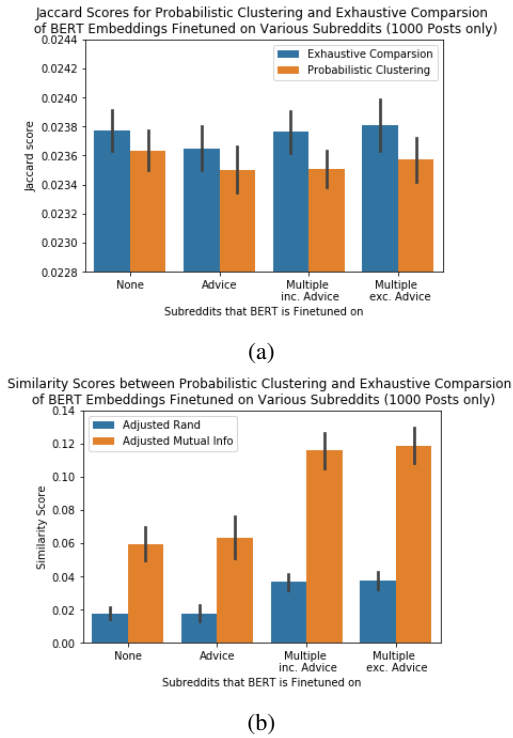 Jaccard Scores for Probabilistic Clustering and Exhaustive Comparsion
of BERT Embeddings Finetuned on Various Subreddits (1000 Posts only)
0.0244
0.0242
0.0240
0.0238
0.0236
0.0234
0.0232
0.0230
0.0228
Jaccard score
Exhaustive Comparsion
Probabilistic Clustering
None
Advice
Multiple
inc. Advice
Multiple
exc. Advice
Subreddits that BERT is Finetuned on
(a)
Similarity Scores between Probabilistic Clustering and Exhaustive Comparsion
of BERT Embeddings Finetuned on Various Subreddits (1000 Posts only)
0.14
0.12
0.10
0.08
0.06
0.04
0.02
0.00
Similarity Score
Adjusted Rand
Adjusted Mutual Info
None
Advice
Multiple
inc. Advice
Multiple
exc. Advice
Subreddits that BERT is Finetuned on
(b)